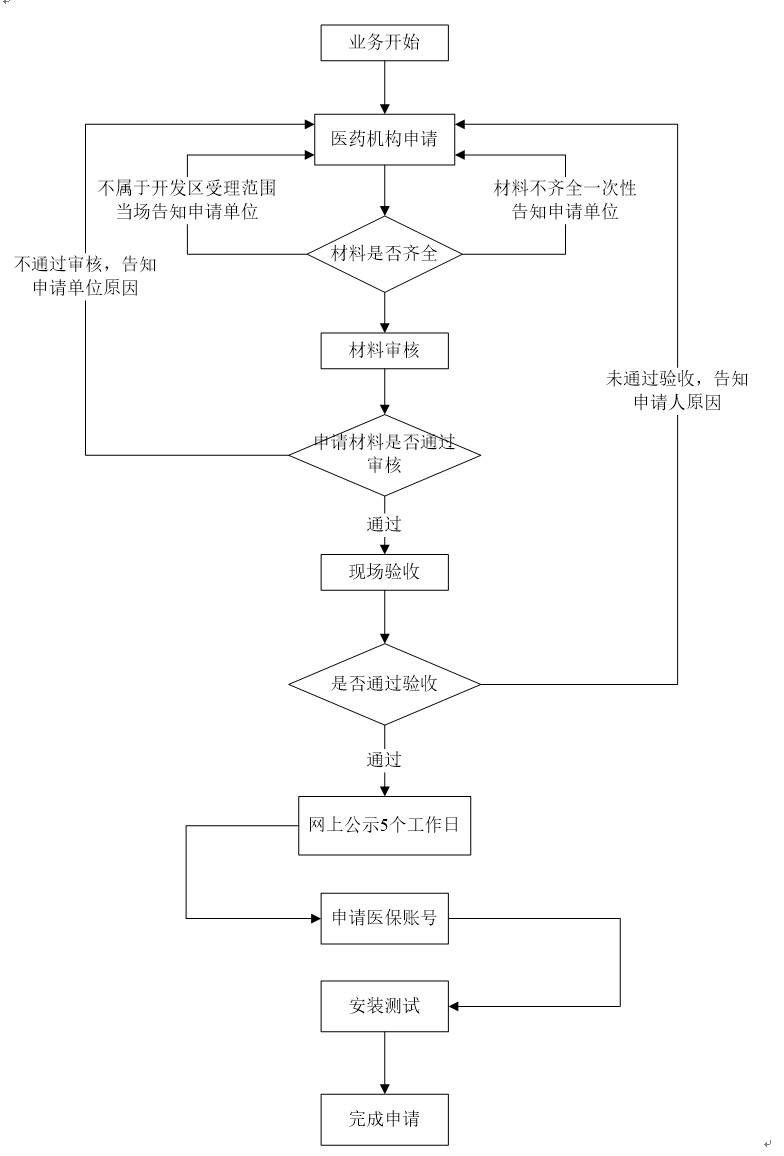 业务开始
医药机构申请
不属于开发区受理范围
当场告知申请单位
材料不齐全一次性
告知申请单位
材料是否齐全
不通过审核，告知
申请单位原因
材料审核
未通过验收，告知
申请人原因
申请材料是否通过
审核
通过
现场验收
是否通过验收
通过
网上公示5个工作日
申请医保账号
安装测试
完成申请